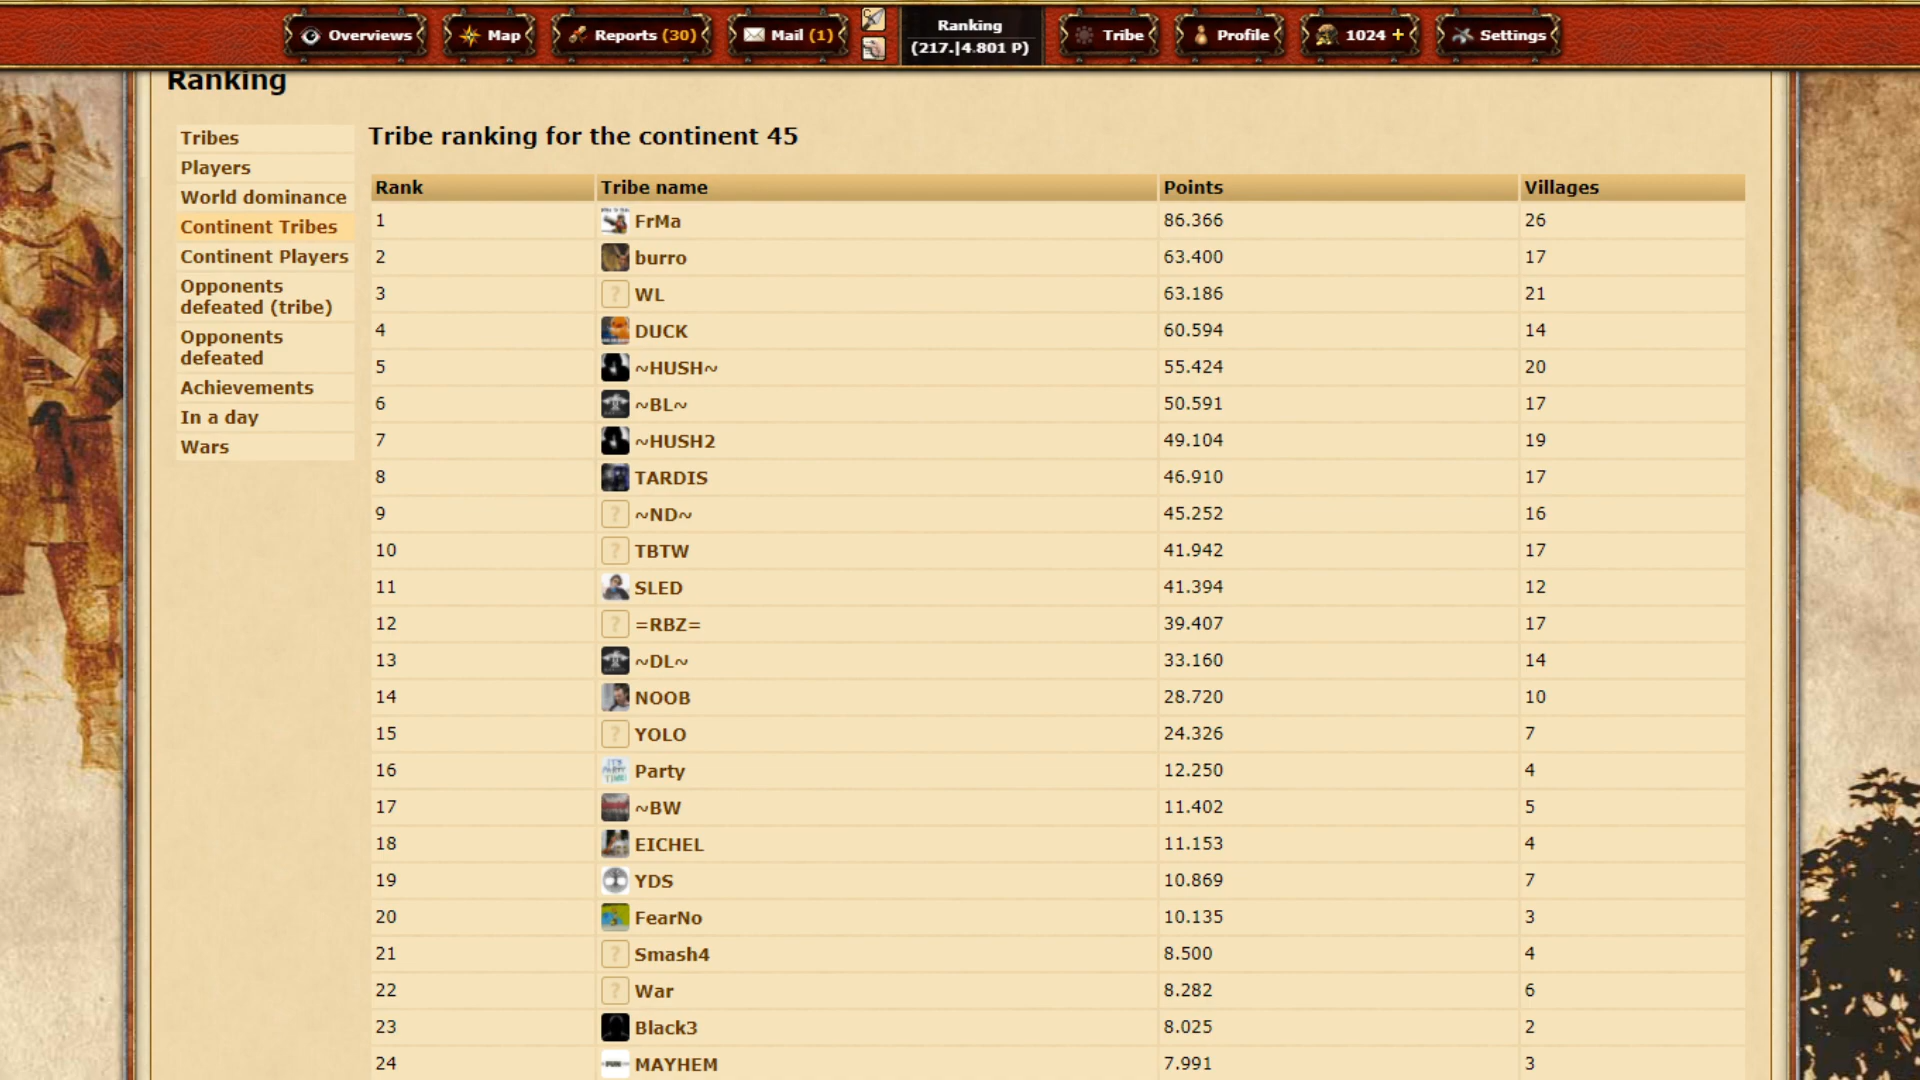 Overviews Map Reports (30) Mail (1) Ranking Tribe Profile 1024 + Settings
(217.|4.801 P)
Ranking
Tribes
Players
World dominance
Continent Tribes
Continent Players
Opponents
defeated (tribe)
Opponents
defeated
Achievements
In a day
Wars
Tribe ranking for the continent 45
Rank Tribe name Points Villages
1 FrMa 86.366 26
2 burro 63.400 17
3 ? WL 63.186 21
4 DUCK 60.594 14
5 ~HUSH~ 55.424 20
6 ~BL~ 50.591 17
7 ~HUSH2 49.104 19
8 TARDIS 46.910 17
9 ? ~ND~ 45.252 16
10 ? TBTW 41.942 17
11 SLED 41.394 12
12 ? =RBZ= 39.407 17
13 ~DL~ 33.160 14
14 NOOB 28.720 10
15 ? YOLO 24.326 7
16 Party 12.250 4
17 ~BW 11.402 5
18 EICHEL 11.153 4
19 YDS 10.869 7
20 FearNo 10.135 3
21 ? Smash4 8.500 4
22 ? War 8.282 6
23 Black3 8.025 2
24 MAYHEM 7.991 3